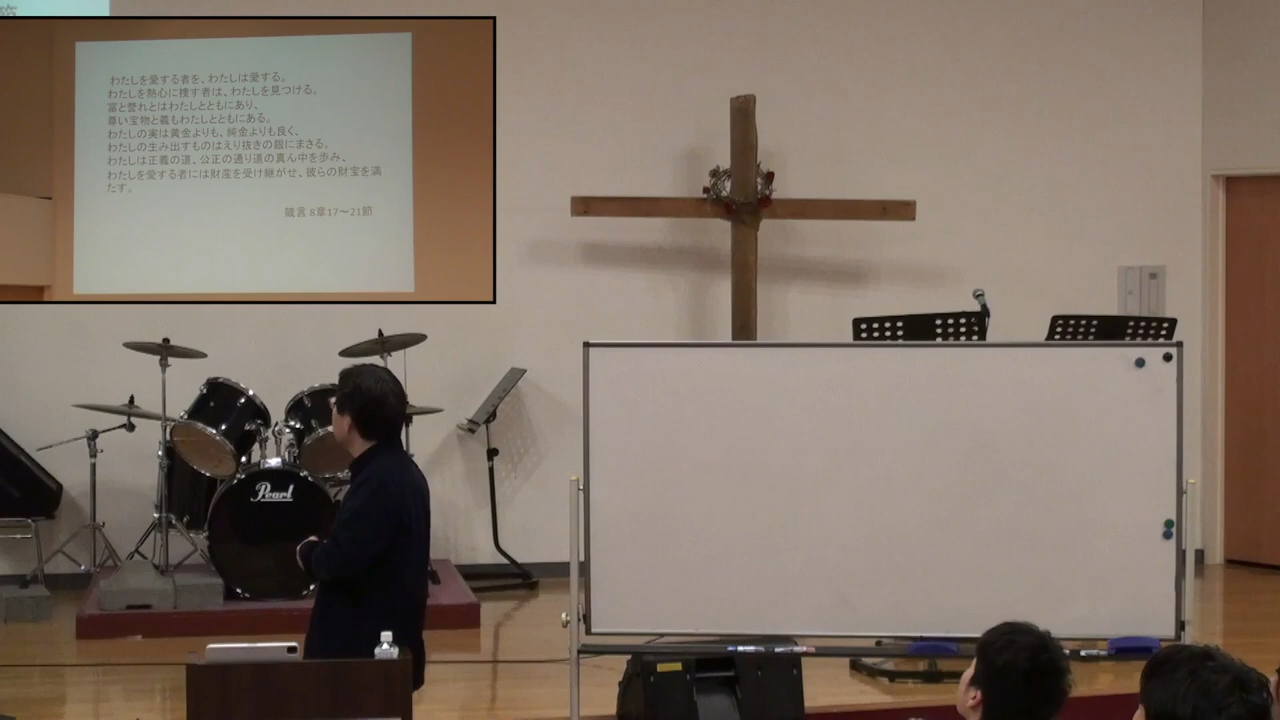 わたしを愛する者を、わたしは愛する。
わたしを熱心に捜す者は、わたしを見つける。
富と誉れとはわたしとともにあり、
尊い宝物と義もわたしとともにある。
わたしの実は黄金よりも、純金よりも良く、
わたしの生み出すものはえり抜きの銀にまさる。
わたしは正義の道、公正の通り道の真ん中を歩み、
わたしを愛する者には財産を受け継がせ、彼らの財宝を満
たす。
箴言 8章17〜21節
Pearl